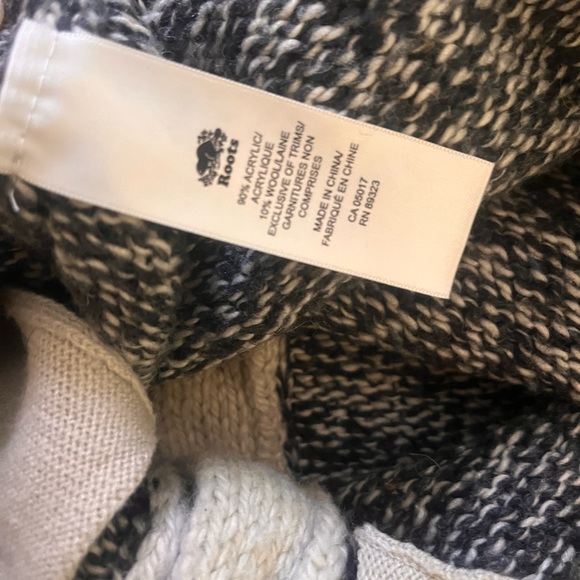 Roots
90% ACRYLIC/
ACRYLIQUE
10% WOOL/LAINE
EXCLUSIVE OF TRIMS/
GARNITURES NON
COMPRISES
MADE IN CHINA/
FABRIQUÉ EN CHINE
CA 05017
RN 89323